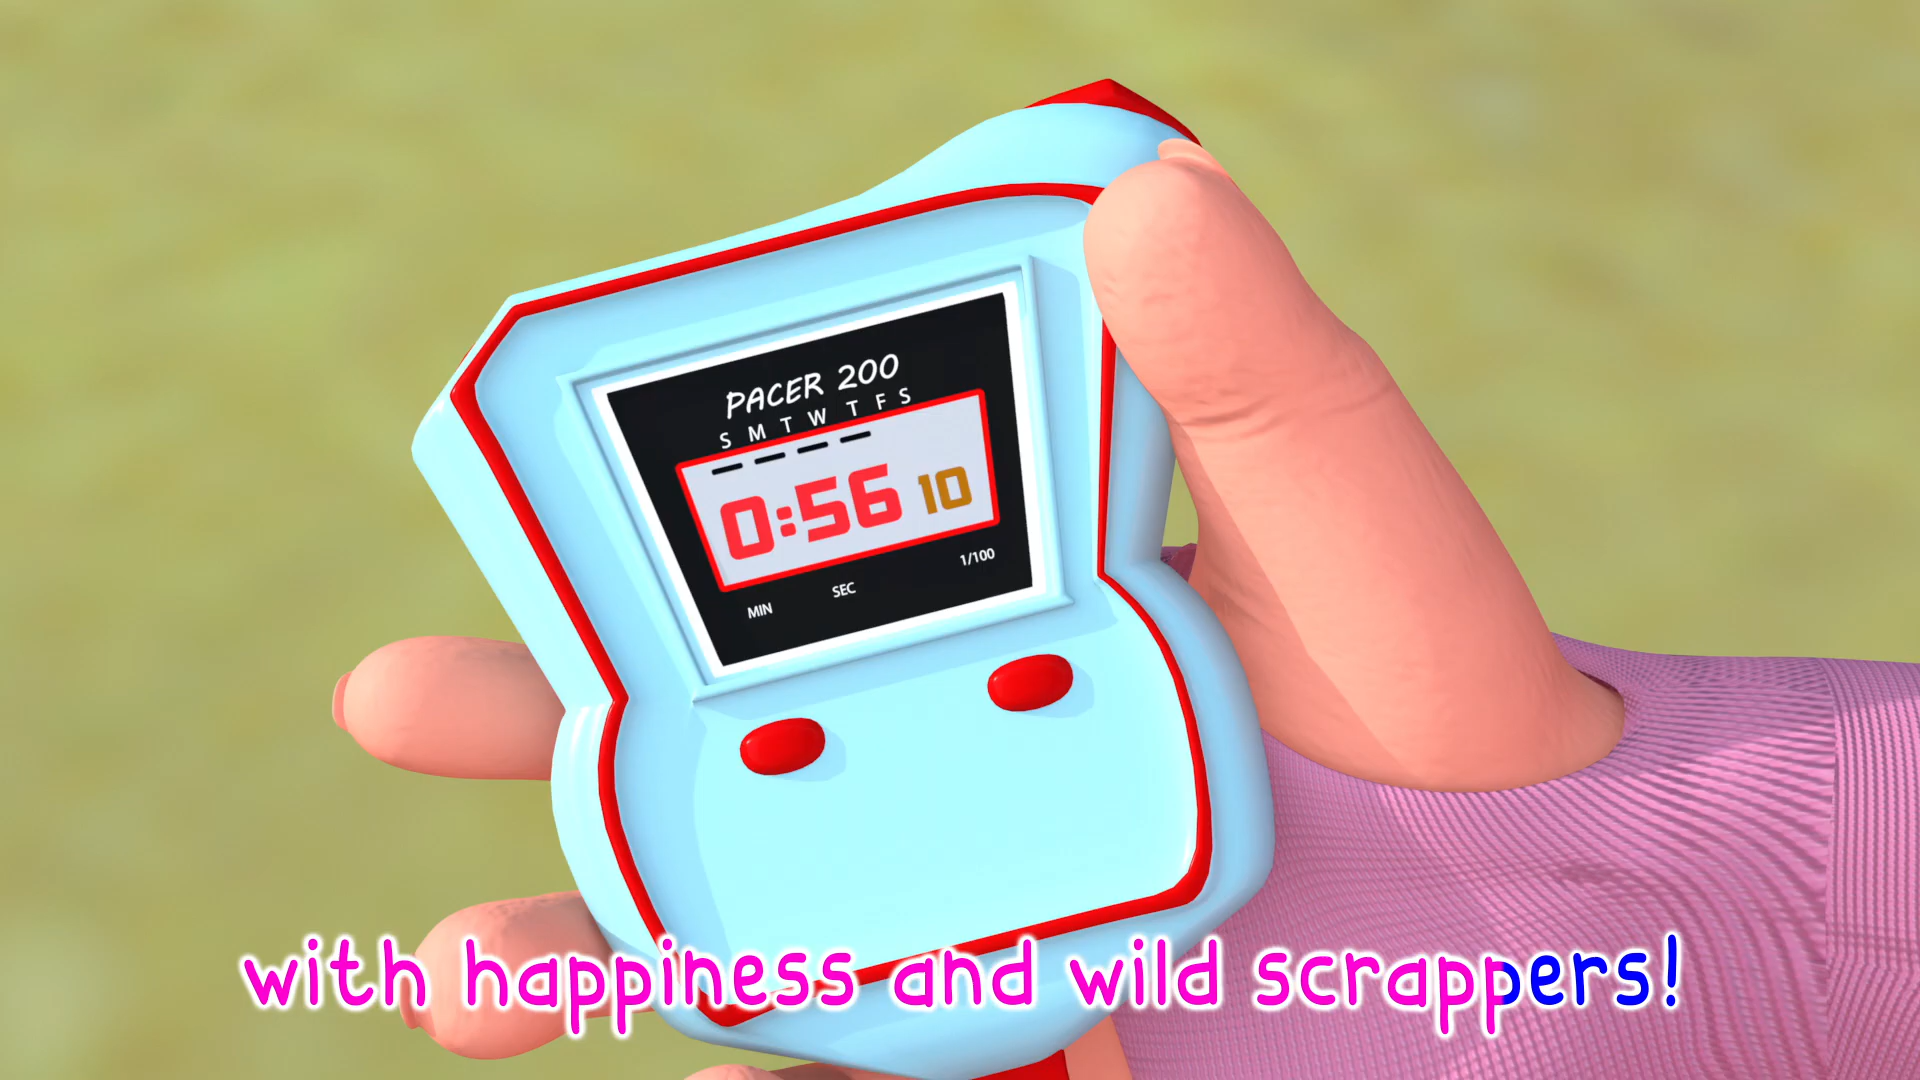 PACER 200
S M T W T F S
0:56 10
MIN SEC 1/100
with happiness and wild scrappers!